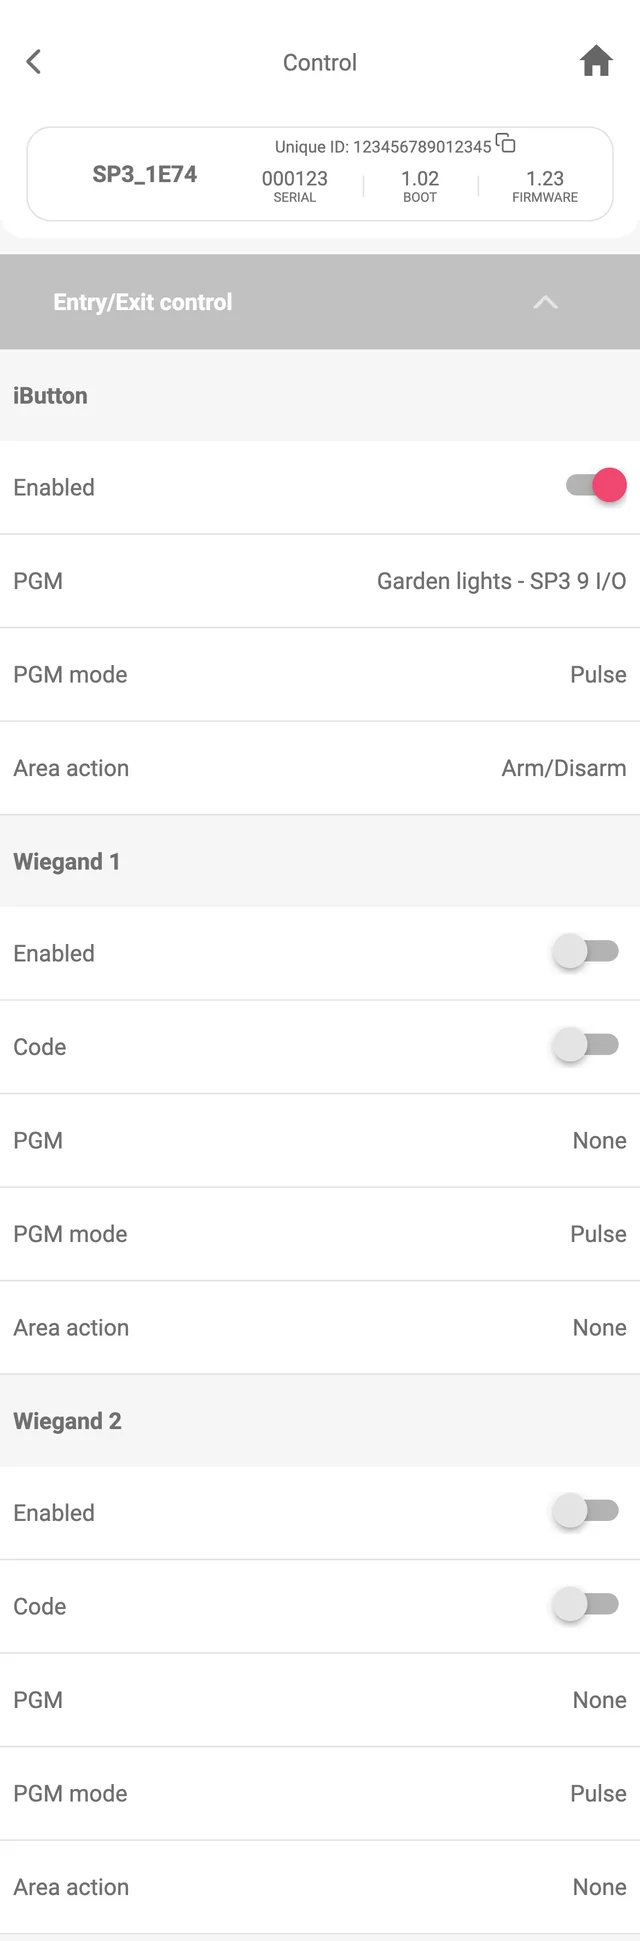 Control
Unique ID: 123456789012345
SP3_1E74
000123 1.02 1.23
SERIAL BOOT FIRMWARE
Entry/Exit control
iButton
Enabled
PGM Garden lights - SP3 9 I/O
PGM mode Pulse
Area action Arm/Disarm
Wiegand 1
Enabled
Code
PGM None
PGM mode Pulse
Area action None
Wiegand 2
Enabled
Code
PGM None
PGM mode Pulse
Area action None